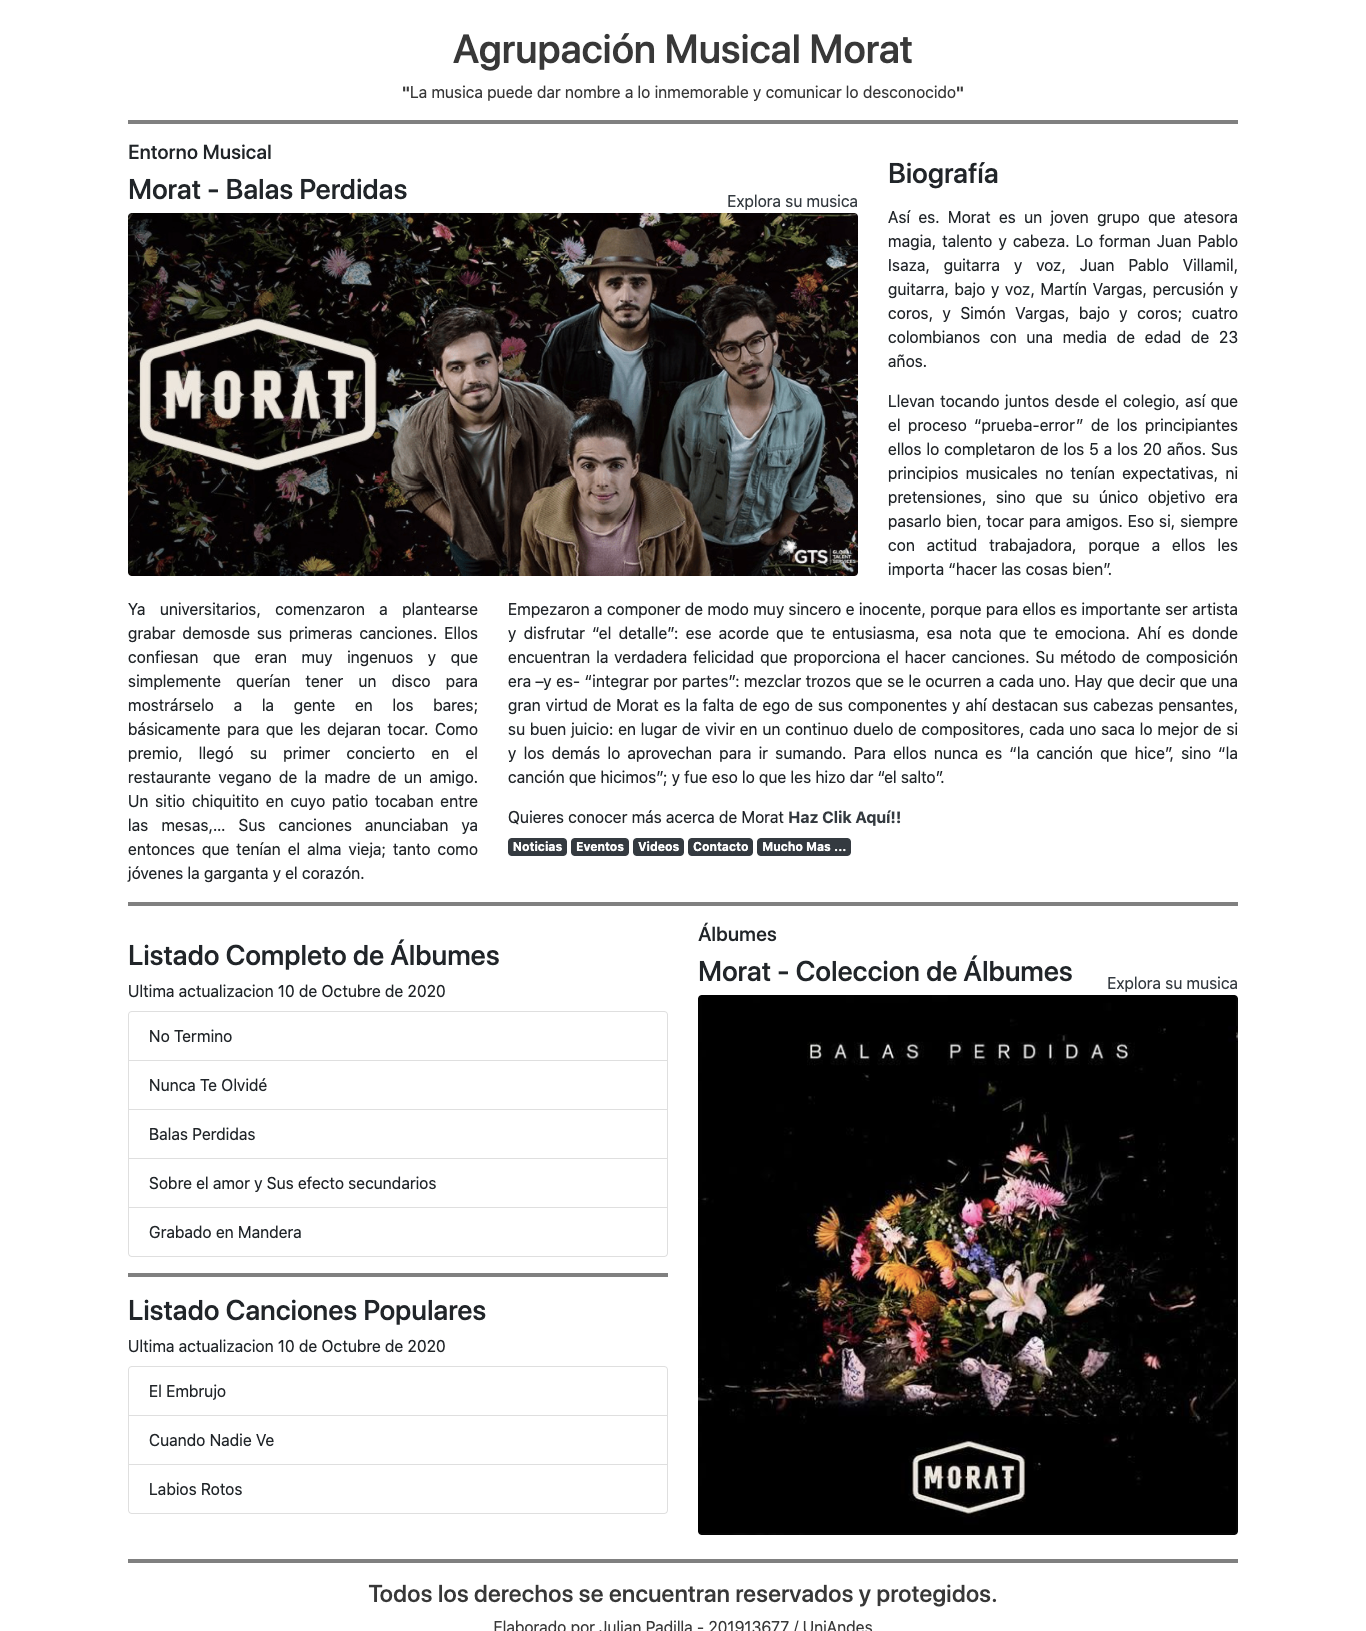 Agrupación Musical Morat
"La musica puede dar nombre a lo inmemorable y comunicar lo desconocido"
Entorno Musical
Morat - Balas Perdidas
Explora su musica
MORAT
GTS GLOBAL TALENT SERVICES
Biografía
Así es. Morat es un joven grupo que atesora
magia, talento y cabeza. Lo forman Juan Pablo
Isaza, guitarra y voz, Juan Pablo Villamil,
guitarra, bajo y voz, Martín Vargas, percusión y
coros, y Simón Vargas, bajo y coros; cuatro
colombianos con una media de edad de 23
años.
Llevan tocando juntos desde el colegio, así que
el proceso “prueba-error” de los principiantes
ellos lo completaron de los 5 a los 20 años. Sus
principios musicales no tenían expectativas, ni
pretensiones, sino que su único objetivo era
pasarlo bien, tocar para amigos. Eso si, siempre
con actitud trabajadora, porque a ellos les
importa “hacer las cosas bien”.
Ya universitarios, comenzaron a plantearse
grabar demosde sus primeras canciones. Ellos
confiesan que eran muy ingenuos y que
simplemente querían tener un disco para
mostrárselo a la gente en los bares;
básicamente para que les dejaran tocar. Como
premio, llegó su primer concierto en el
restaurante vegano de la madre de un amigo.
Un sitio chiquitito en cuyo patio tocaban entre
las mesas,... Sus canciones anunciaban ya
entonces que tenían el alma vieja; tanto como
jóvenes la garganta y el corazón.
Empezaron a componer de modo muy sincero e inocente, porque para ellos es importante ser artista
y disfrutar “el detalle”: ese acorde que te entusiasma, esa nota que te emociona. Ahí es donde
encuentran la verdadera felicidad que proporciona el hacer canciones. Su método de composición
era –y es- “integrar por partes”: mezclar trozos que se le ocurren a cada uno. Hay que decir que una
gran virtud de Morat es la falta de ego de sus componentes y ahí destacan sus cabezas pensantes,
su buen juicio: en lugar de vivir en un continuo duelo de compositores, cada uno saca lo mejor de si
y los demás lo aprovechan para ir sumando. Para ellos nunca es “la canción que hice”, sino “la
canción que hicimos”; y fue eso lo que les hizo dar “el salto”.
Quieres conocer más acerca de Morat Haz Clik Aquí!!
Noticias Eventos Videos Contacto Mucho Mas ...
Listado Completo de Álbumes
Ultima actualizacion 10 de Octubre de 2020
No Termino
Nunca Te Olvidé
Balas Perdidas
Sobre el amor y Sus efecto secundarios
Grabado en Mandera
Listado Canciones Populares
Ultima actualizacion 10 de Octubre de 2020
El Embrujo
Cuando Nadie Ve
Labios Rotos
Álbumes
Morat - Coleccion de Álbumes
Explora su musica
BALAS PERDIDAS
MORAT
Todos los derechos se encuentran reservados y protegidos.
Elaborado por Julian Padilla - 201913677 / UniAndes